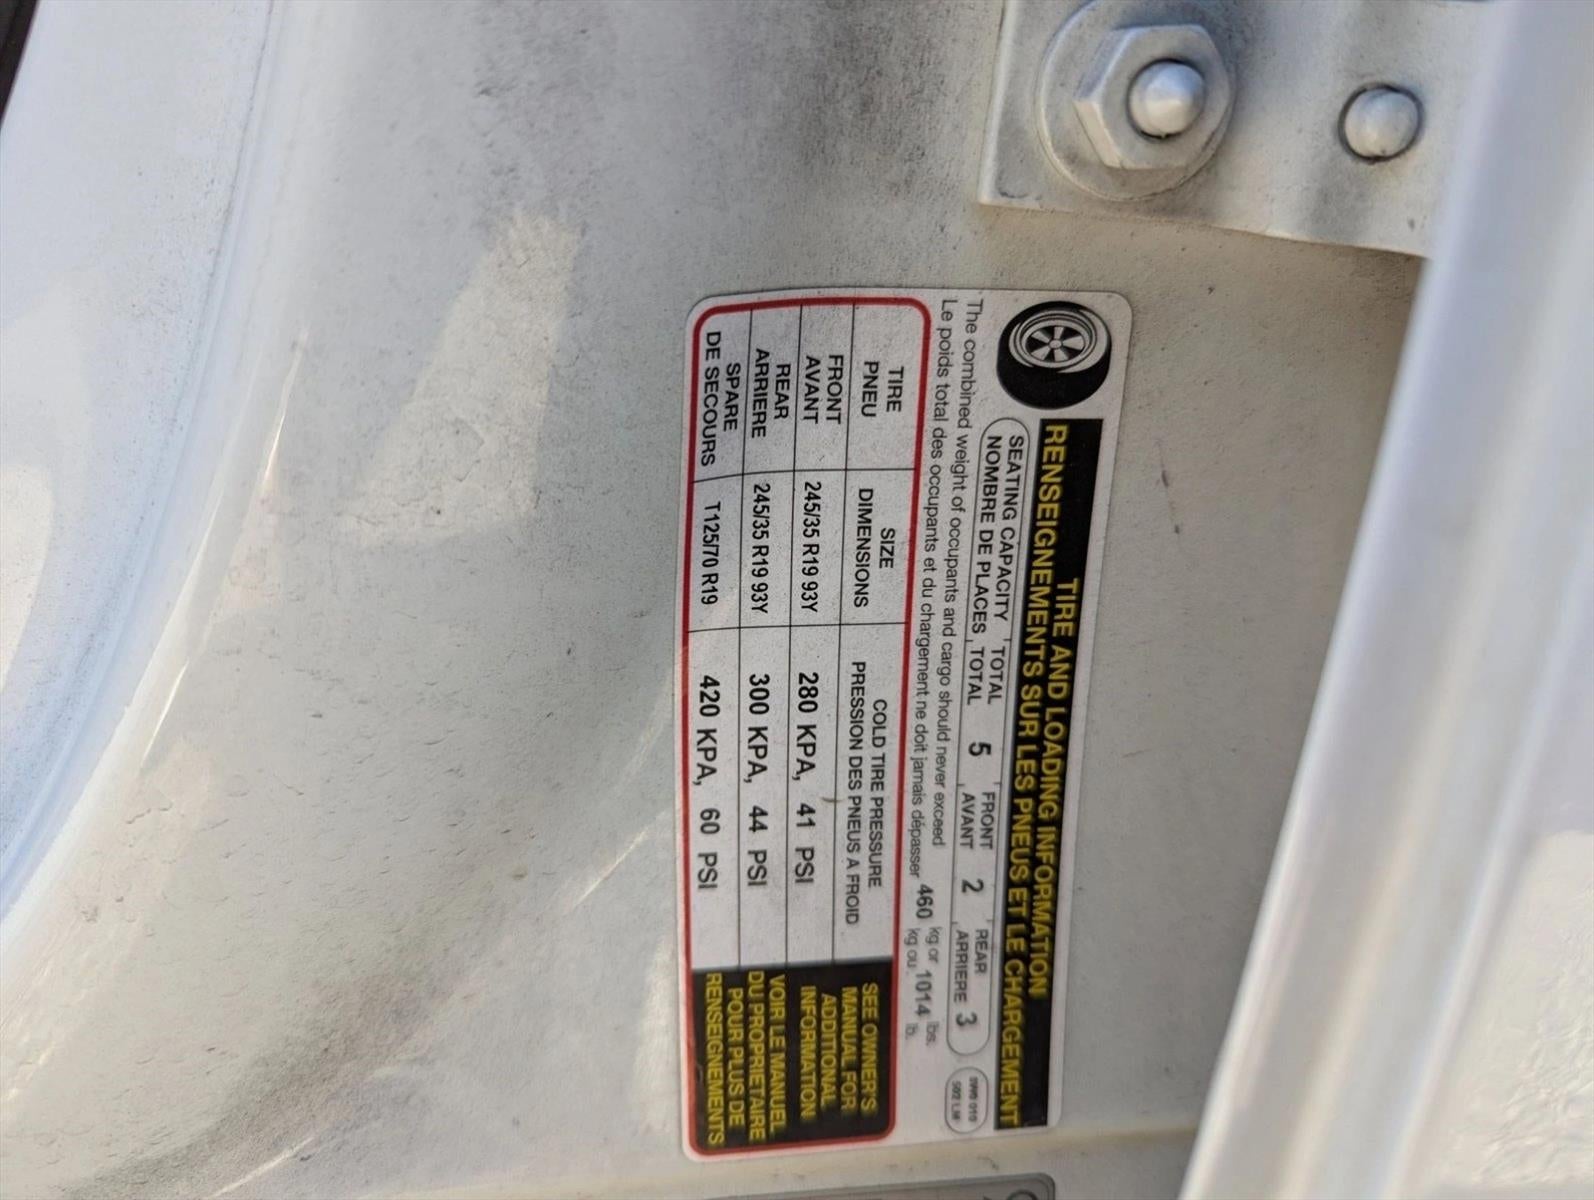 TIRE AND LOADING INFORMATION
RENSEIGNEMENTS SUR LES PNEUS ET LE CHARGEMENT
SEATING CAPACITY TOTAL 5 FRONT 2 REAR 3
NOMBRE DE PLACES TOTAL AVANT ARRIERE
The combined weight of occupants and cargo should never exceed 460 kg or 1014 lbs.
Le poids total des occupants et du chargement ne doit jamais dépasser kg ou lb.
TIRE SIZE COLD TIRE PRESSURE
PNEU DIMENSIONS PRESSION DES PNEUS A FROID
FRONT
AVANT 245/35 R19 93Y 280 KPA, 41 PSI
REAR
ARRIERE 245/35 R19 93Y 300 KPA, 44 PSI
SPARE
DE SECOURS T125/70 R19 420 KPA, 60 PSI
SEE OWNER'S
MANUAL FOR
ADDITIONAL
INFORMATION
VOIR LE MANUEL
DU PROPRIETAIRE
POUR PLUS DE
RENSEIGNEMENTS